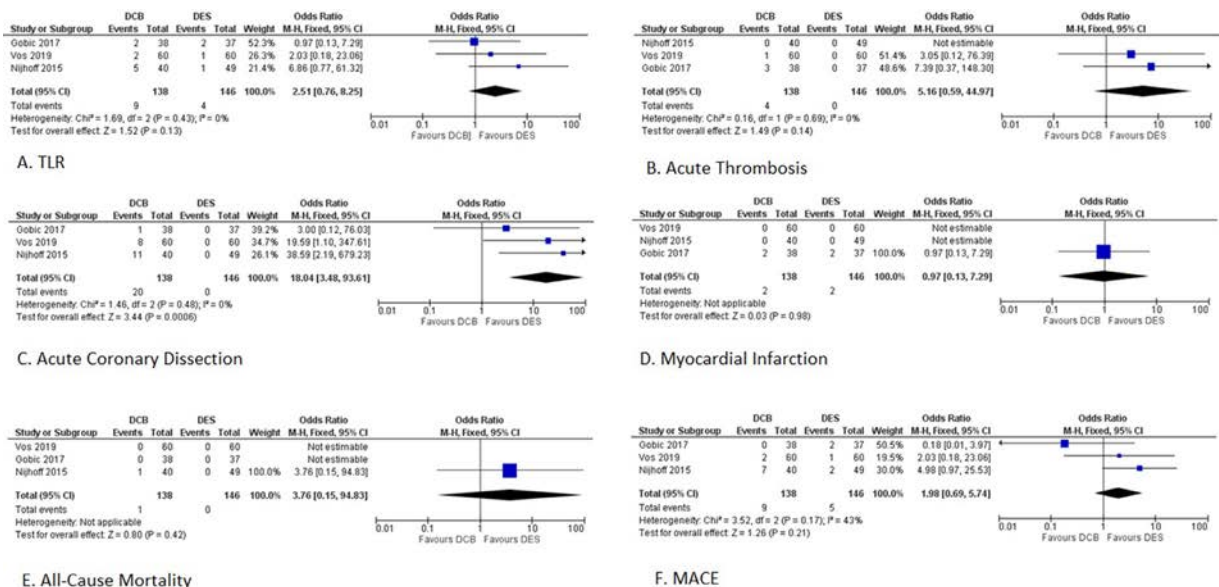 DCB DES Odds Ratio Odds Ratio
Study or Subgroup Events Total Events Total Weight M-H, Fixed, 95% CI M-H, Fixed, 95% CI
Gobic 2017 2 38 2 37 52.3% 0.97 [0.13, 7.29]
Vos 2019 2 60 1 60 26.3% 2.03 [0.18, 23.06]
Nijhoff 2015 5 40 1 49 21.4% 6.86 [0.77, 61.32]
Total (95% CI) 138 146 100.0% 2.51 [0.76, 8.25]
Total events 9 4
Heterogeneity: Chi² = 1.69, df = 2 (P = 0.43); I² = 0%
Test for overall effect: Z = 1.52 (P = 0.13)
0.01 0.1 1 10 100
Favours DCB] Favours DES
A. TLR
DCB DES Odds Ratio Odds Ratio
Study or Subgroup Events Total Events Total Weight M-H, Fixed, 95% CI M-H, Fixed, 95% CI
Nijhoff 2015 0 40 0 49 Not estimable
Vos 2019 1 60 0 60 51.4% 3.05 [0.12, 76.39]
Gobic 2017 3 38 0 37 48.6% 7.39 [0.37, 148.30]
Total (95% CI) 138 146 100.0% 5.16 [0.59, 44.97]
Total events 4 0
Heterogeneity: Chi² = 0.16, df = 1 (P = 0.69); I² = 0%
Test for overall effect: Z = 1.49 (P = 0.14)
0.01 0.1 1 10 100
Favours DCB Favours DES
B. Acute Thrombosis
DCB DES Odds Ratio Odds Ratio
Study or Subgroup Events Total Events Total Weight M-H, Fixed, 95% CI M-H, Fixed, 95% CI
Gobic 2017 1 38 0 37 39.2% 3.00 [0.12, 76.03]
Vos 2019 8 60 0 60 34.7% 19.59 [1.10, 347.61]
Nijhoff 2015 11 40 0 49 26.1% 38.59 [2.19, 679.23]
Total (95% CI) 138 146 100.0% 18.04 [3.48, 93.61]
Total events 20 0
Heterogeneity: Chi² = 1.46, df = 2 (P = 0.48); I² = 0%
Test for overall effect: Z = 3.44 (P = 0.0006)
0.01 0.1 1 10 100
Favours DCB Favours DES
C. Acute Coronary Dissection
DCB DES Odds Ratio Odds Ratio
Study or Subgroup Events Total Events Total Weight M-H, Fixed, 95% CI M-H, Fixed, 95% CI
Vos 2019 0 60 0 60 Not estimable
Nijhoff 2015 0 40 0 49 Not estimable
Gobic 2017 2 38 2 37 100.0% 0.97 [0.13, 7.29]
Total (95% CI) 138 146 100.0% 0.97 [0.13, 7.29]
Total events 2 2
Heterogeneity: Not applicable
Test for overall effect: Z = 0.03 (P = 0.98)
0.01 0.1 1 10 100
Favours DCB Favours DES
D. Myocardial Infarction
DCB DES Odds Ratio Odds Ratio
Study or Subgroup Events Total Events Total Weight M-H, Fixed, 95% CI M-H, Fixed, 95% CI
Vos 2019 0 60 0 60 Not estimable
Gobic 2017 0 38 0 37 Not estimable
Nijhoff 2015 1 40 0 49 100.0% 3.76 [0.15, 94.83]
Total (95% CI) 138 146 100.0% 3.76 [0.15, 94.83]
Total events 1 0
Heterogeneity: Not applicable
Test for overall effect: Z = 0.80 (P = 0.42)
0.01 0.1 1 10 100
Favours DCB Favours DES
E. All-Cause Mortality
DCB DES Odds Ratio Odds Ratio
Study or Subgroup Events Total Events Total Weight M-H, Fixed, 95% CI M-H, Fixed, 95% CI
Gobic 2017 0 38 2 37 50.5% 0.18 [0.01, 3.97]
Vos 2019 2 60 1 60 19.5% 2.03 [0.18, 23.06]
Nijhoff 2015 7 40 2 49 30.0% 4.98 [0.97, 25.53]
Total (95% CI) 138 146 100.0% 1.98 [0.69, 5.74]
Total events 9 5
Heterogeneity: Chi² = 3.52, df = 2 (P = 0.17); I² = 43%
Test for overall effect: Z = 1.26 (P = 0.21)
0.01 0.1 1 10 100
Favours DCB Favours DES
F. MACE